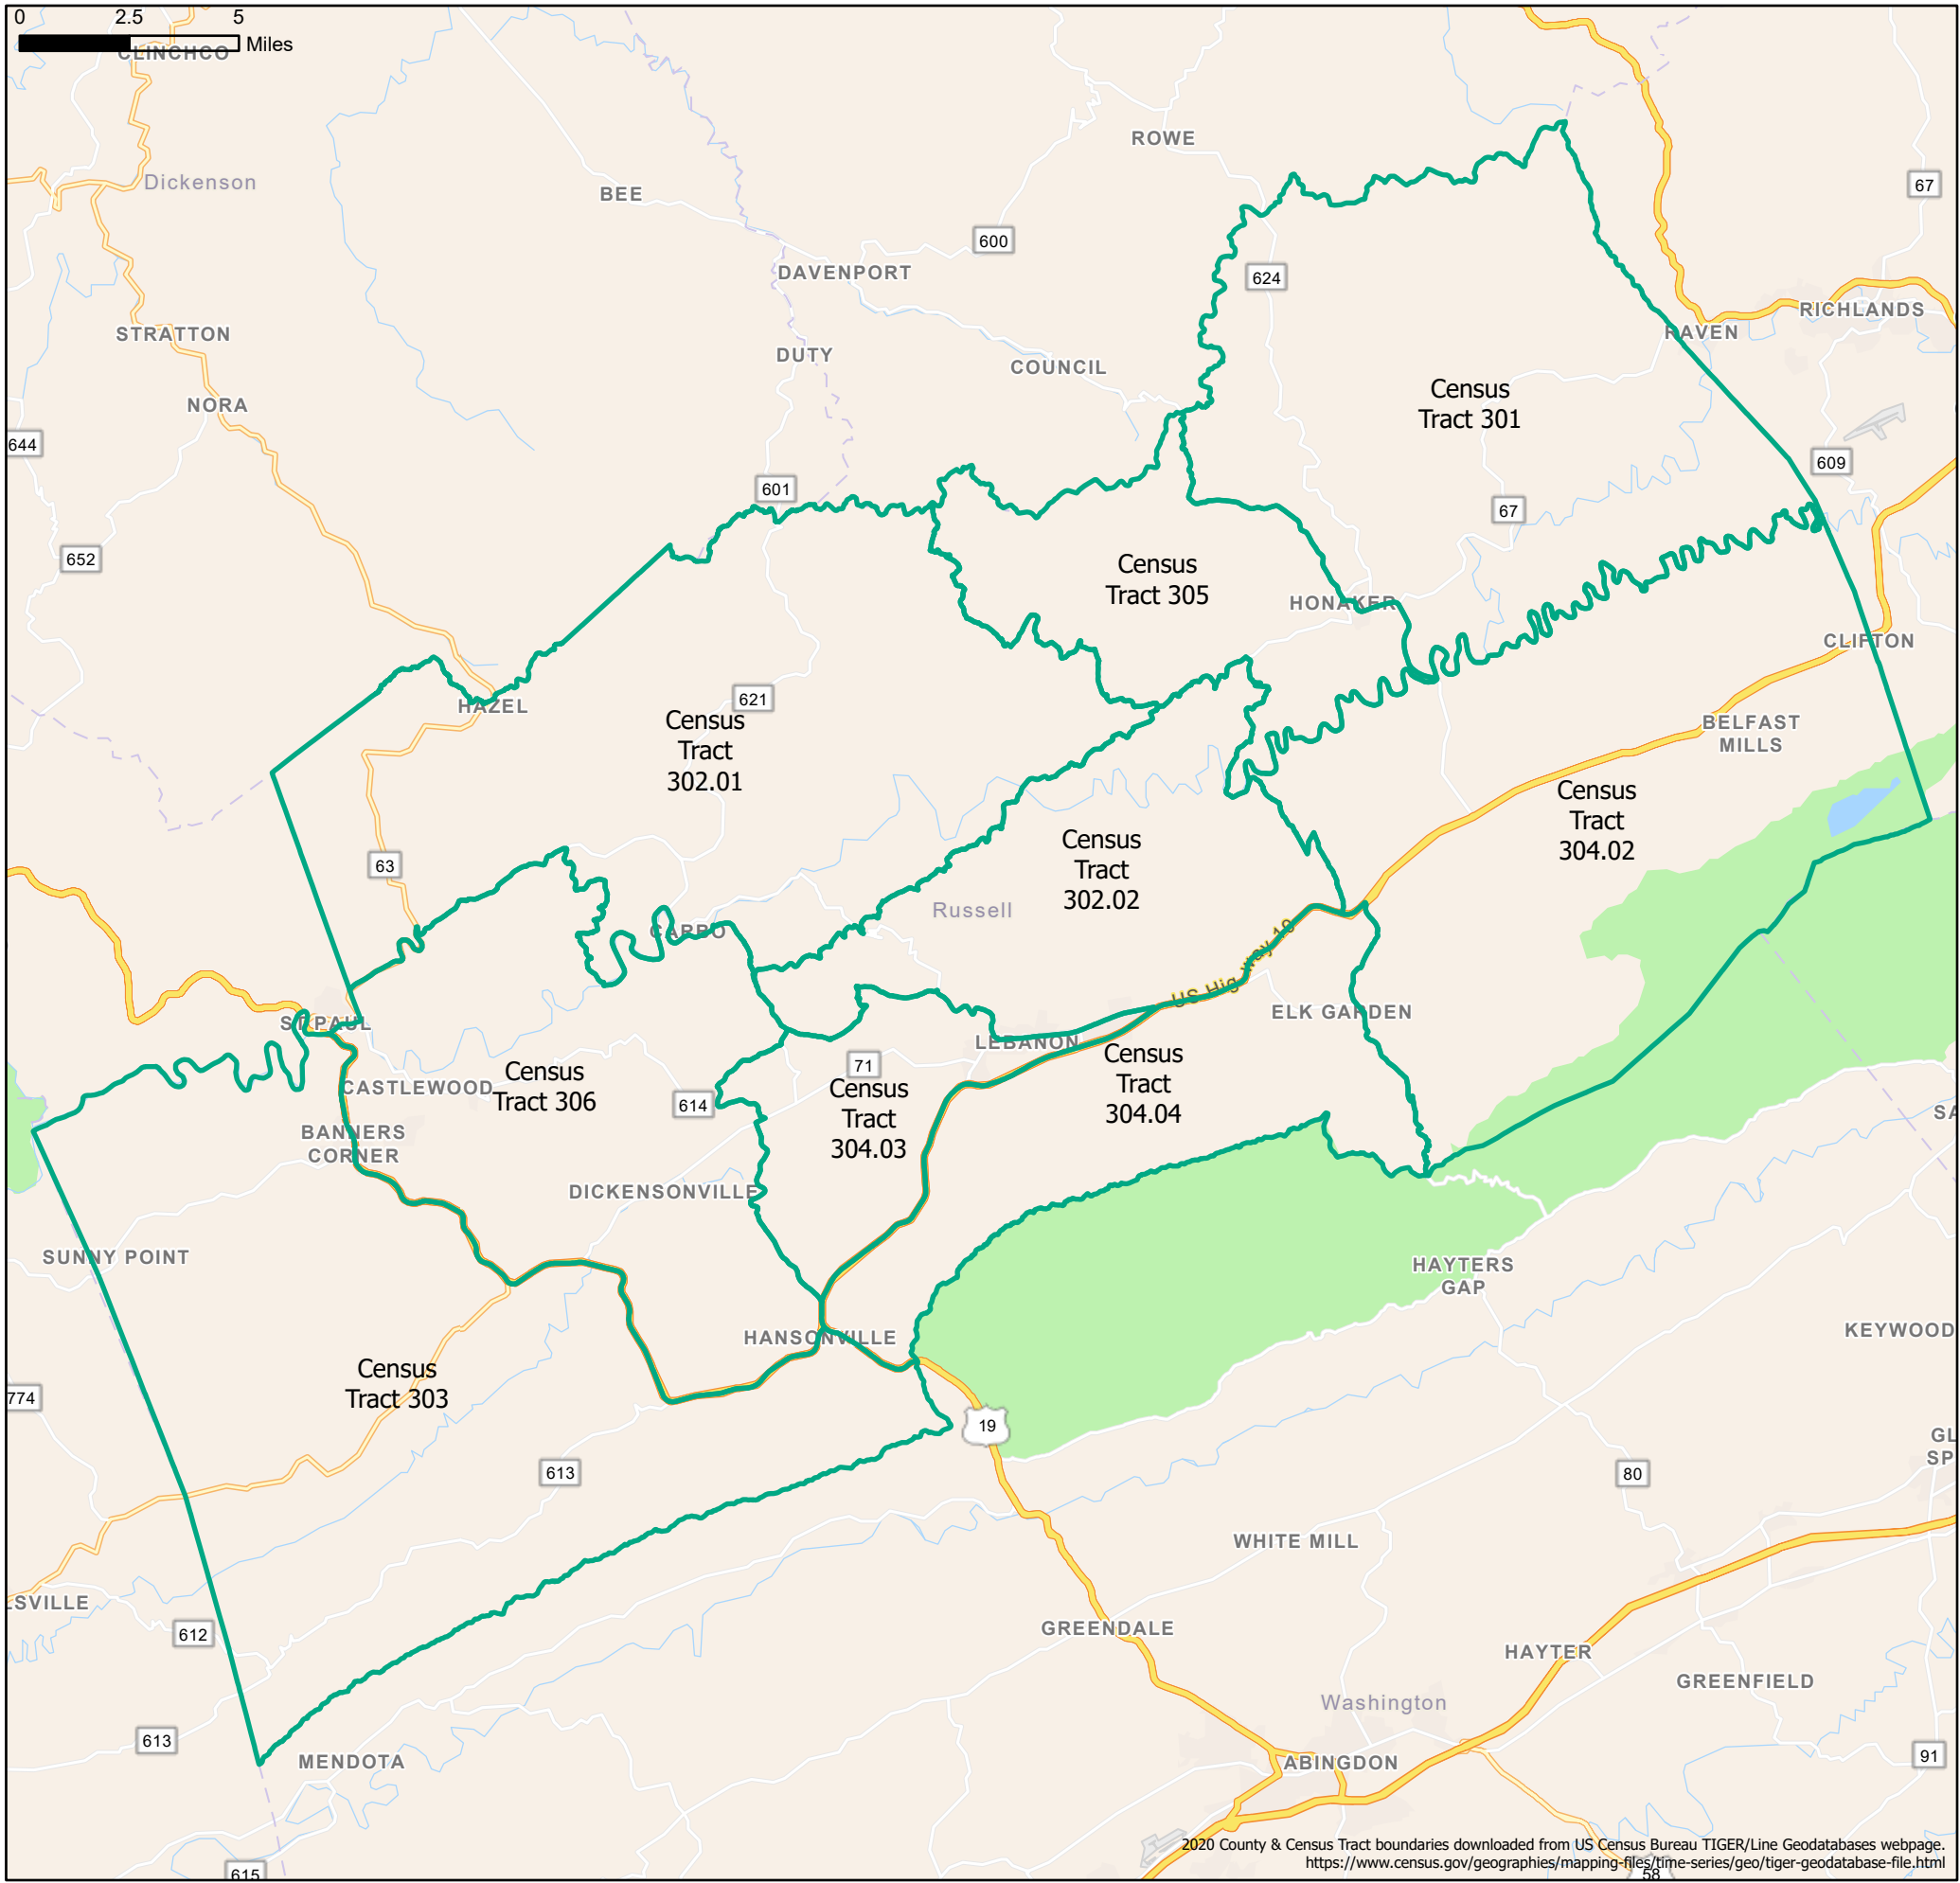 0 2.5 5
Miles
CLINCHCO
ROWE
Dickenson
67
BEE
600
DAVENPORT
624
RICHLANDS
STRATTON
RAVEN
DUTY
COUNCIL
NORA
Census
Tract 301
644
609
601
67
652
Census
Tract 305
HONAKER
CLIFTON
HAZEL
621
Census
Tract
302.01
BELFAST
MILLS
Census
Tract
304.02
63
Census
Tract
302.02
Russell
CARBO
US Hig way 19
ST PAUL
ELK GARDEN
LEBANON
Census
Tract 306
71
Census
Tract
304.04
CASTLEWOOD
614
Census
Tract
304.03
SA
BANNERS
CORNER
DICKENSONVILLE
SUNNY POINT
HAYTERS
GAP
HANSONVILLE
KEYWOOD
Census
Tract 303
774
19
GL
SP
613
80
WHITE MILL
LSVILLE
612
GREENDALE
HAYTER
GREENFIELD
Washington
613
MENDOTA
ABINGDON
91
2020 County & Census Tract boundaries downloaded from US Census Bureau TIGER/Line Geodatabases webpage.
https://www.census.gov/geographies/mapping-files/time-series/geo/tiger-geodatabase-file.html
615
58